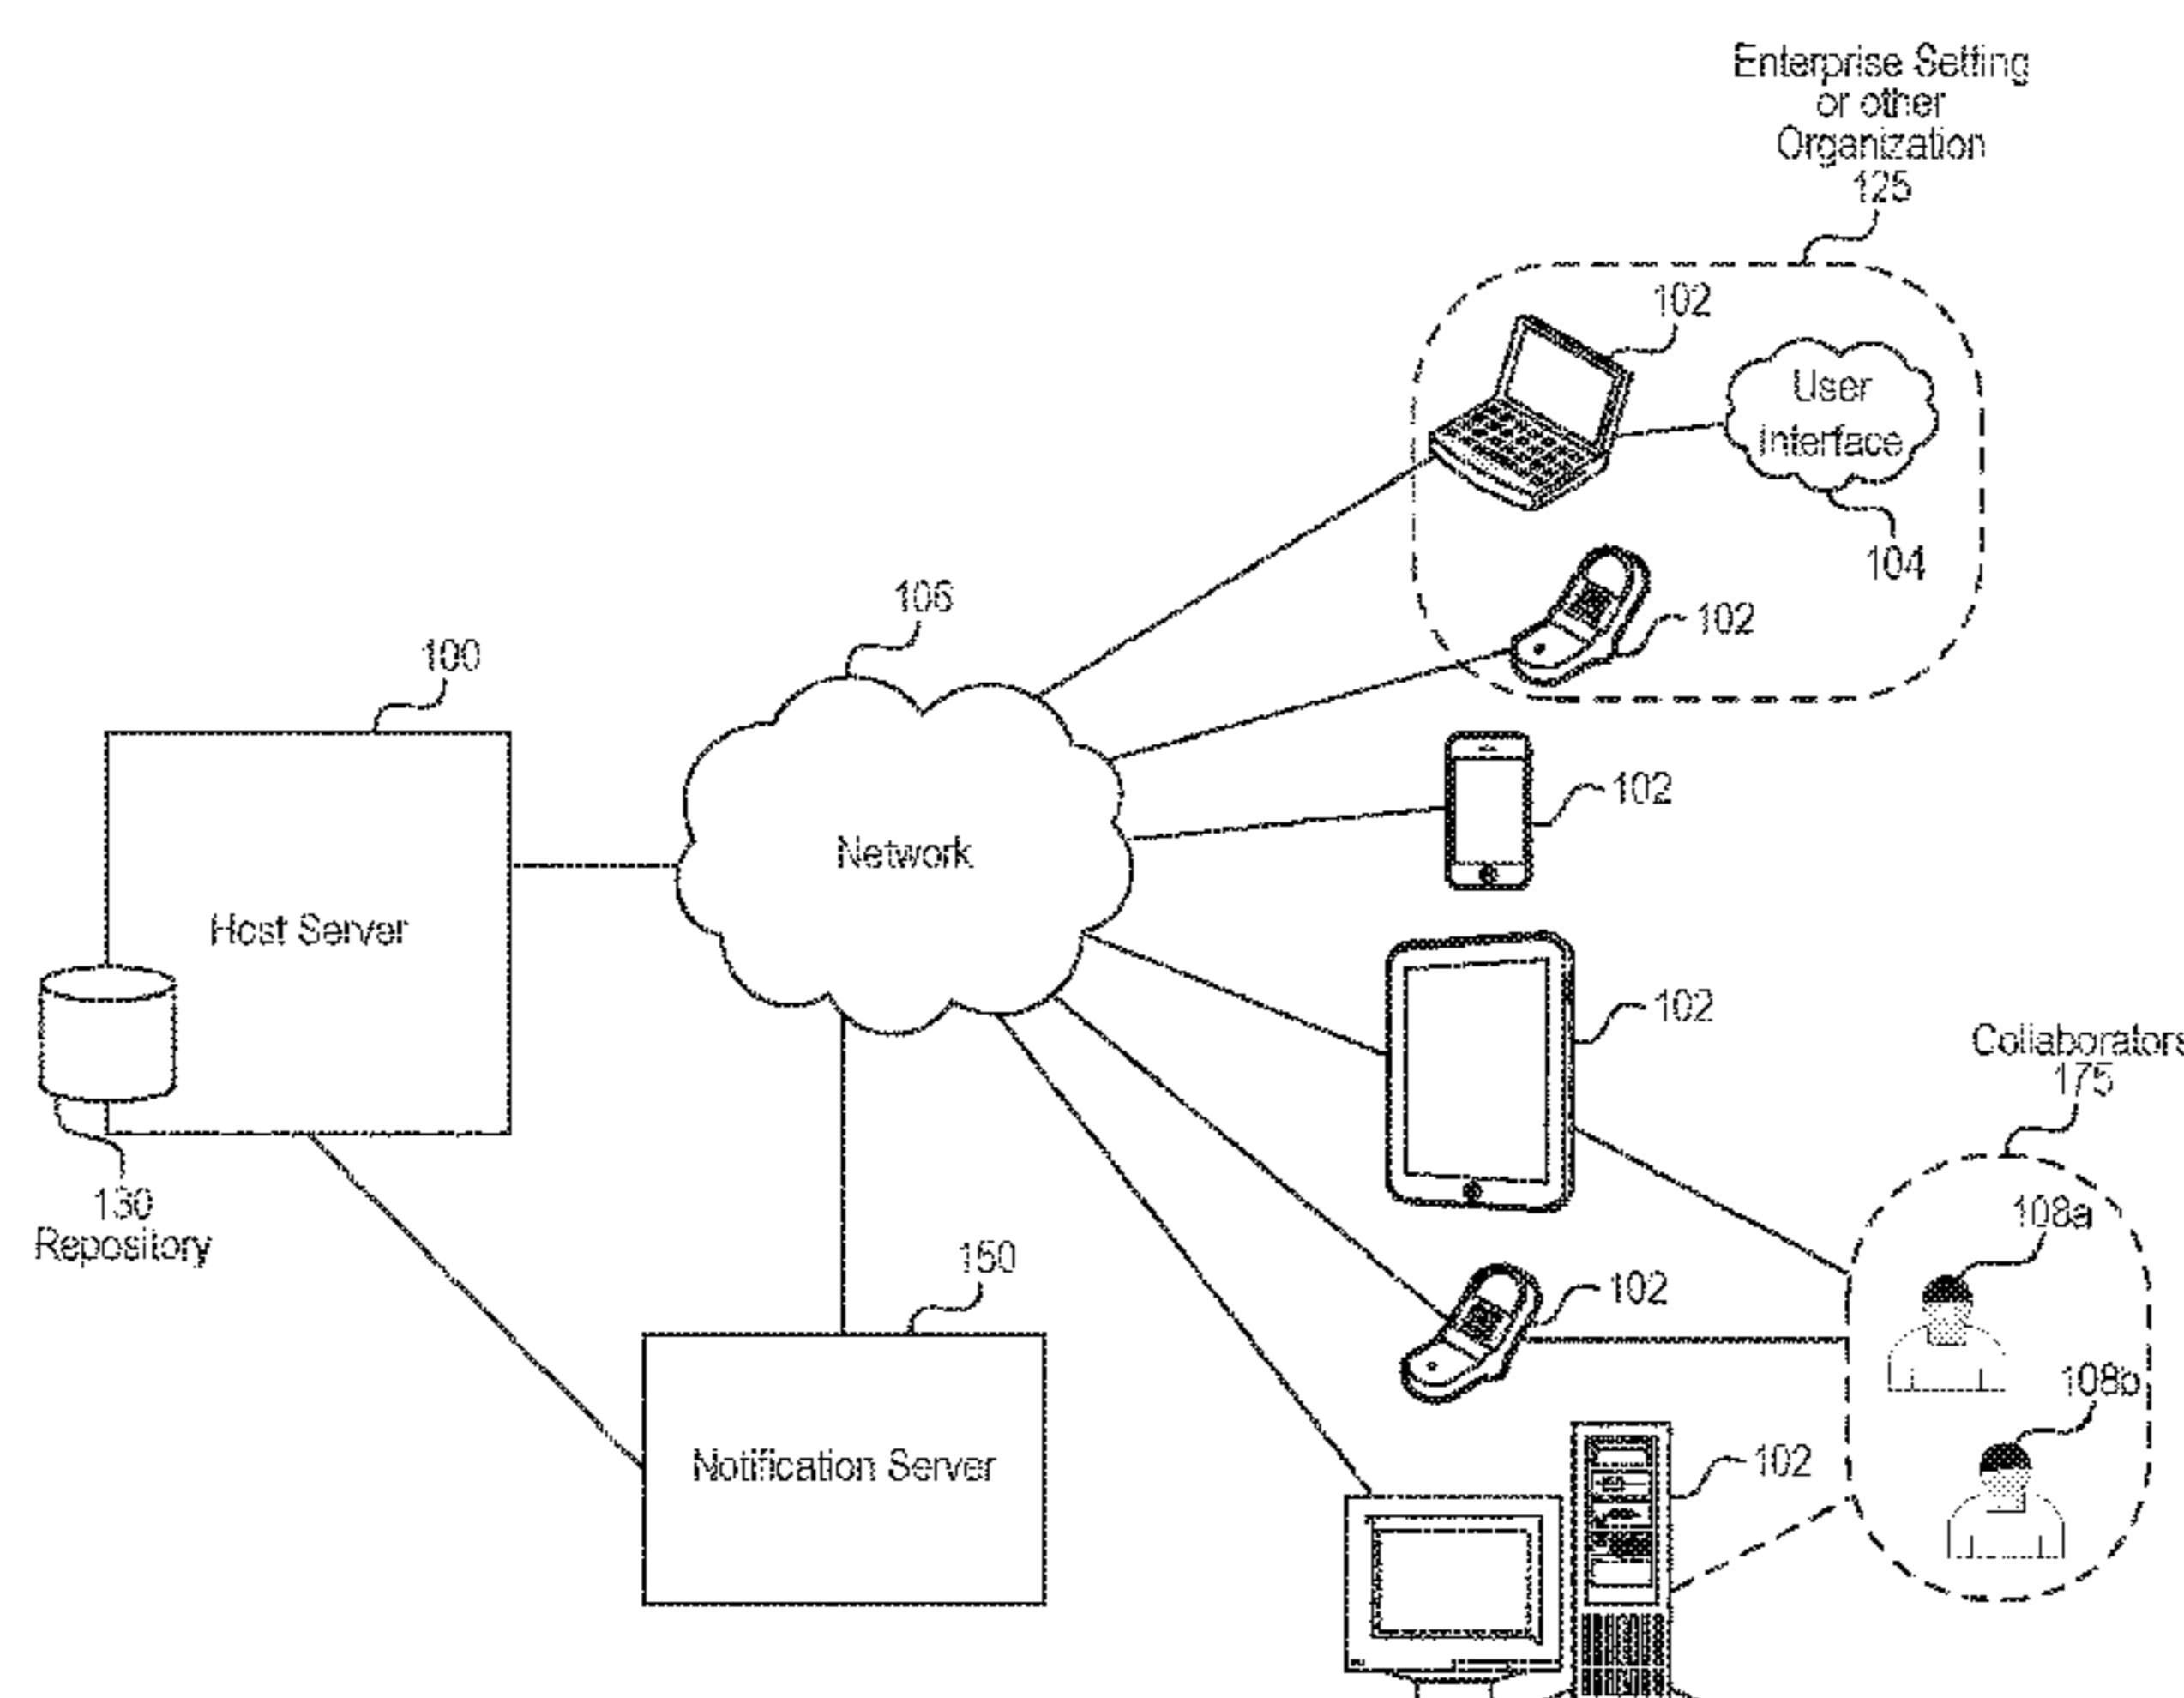 Enterprise Setting
or other
Organization
125
102
User
Interface
104
102
106
100
Network
102
Host Server
102
Collaborators
175
130
Repository
108a
150
102
108b
Notification Server
102